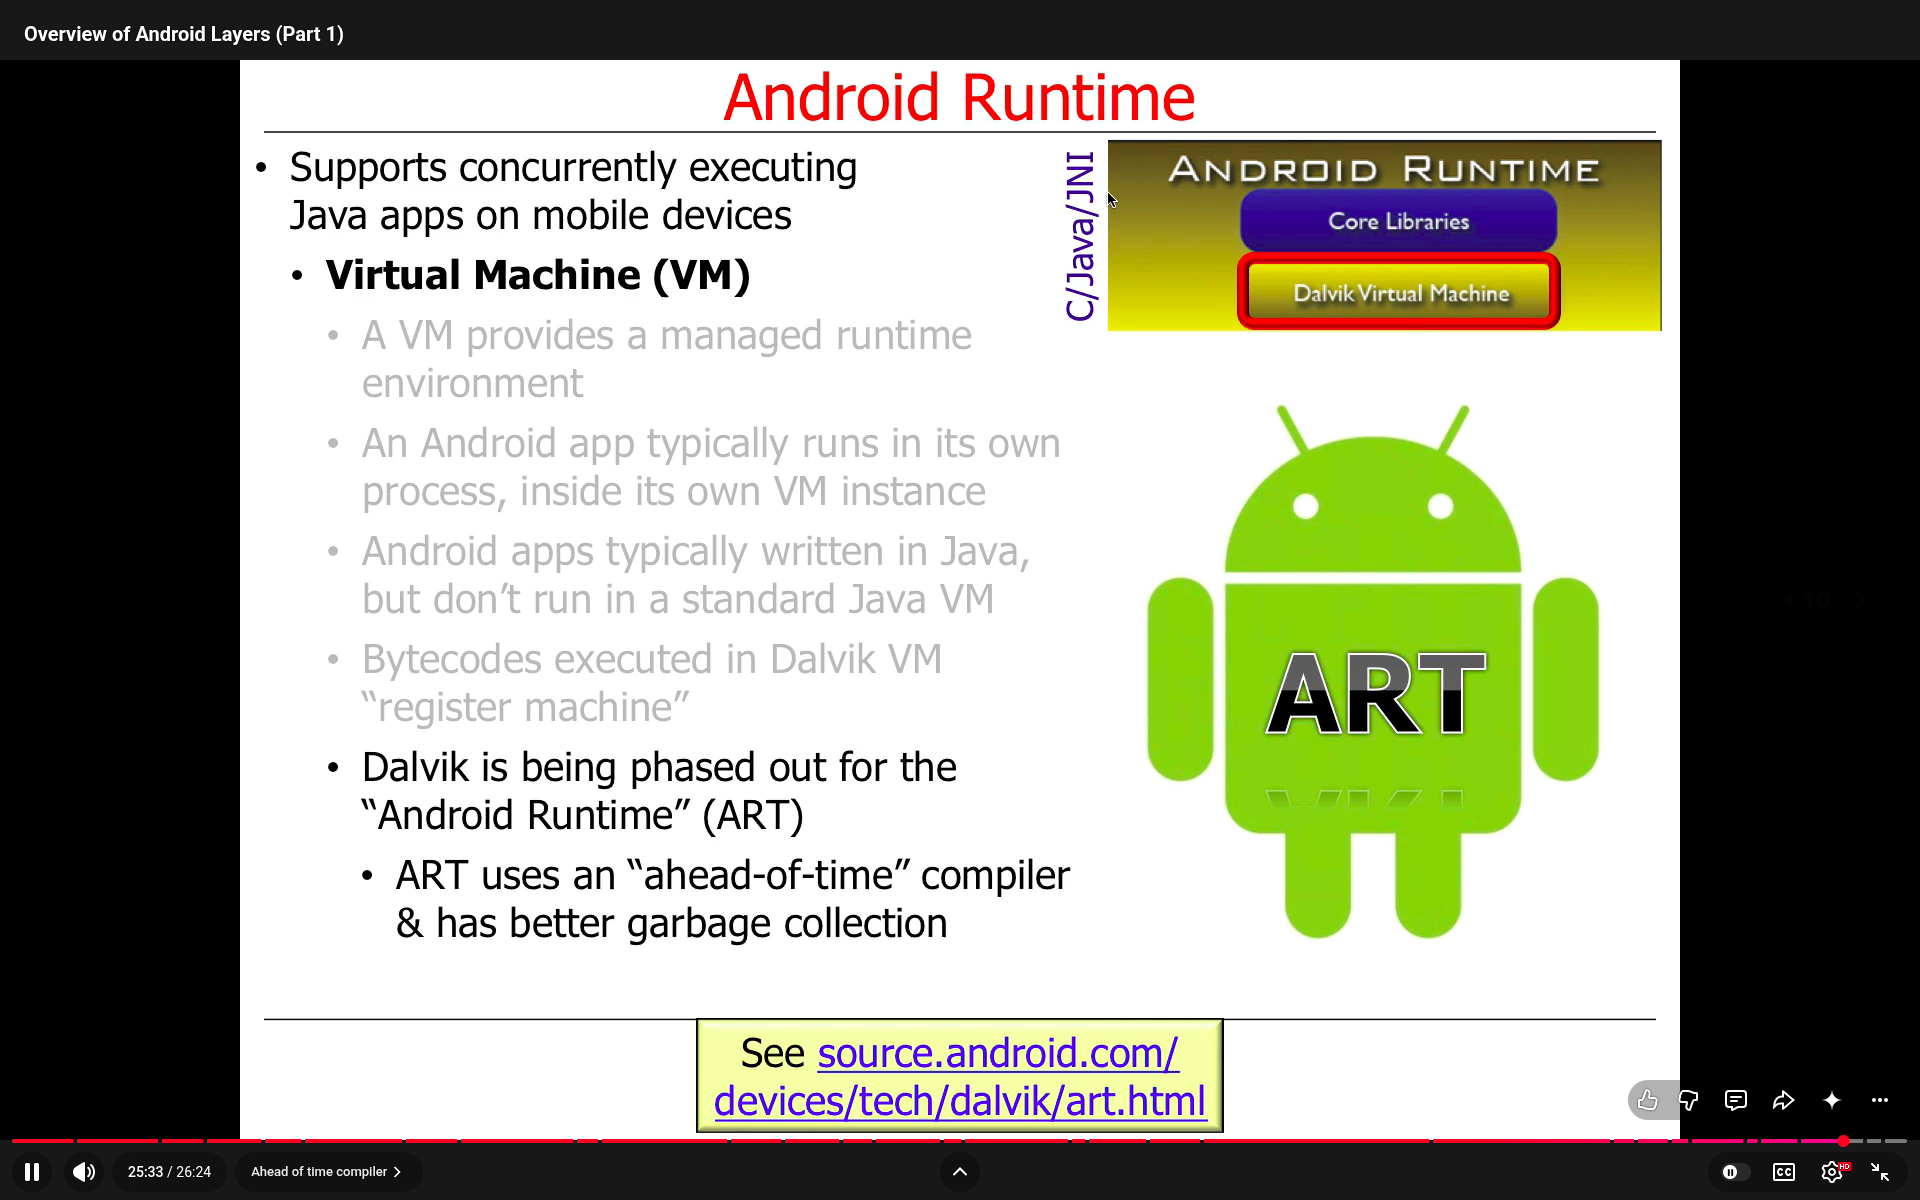 Overview of Android Layers (Part 1)
Android Runtime
• Supports concurrently executing
Java apps on mobile devices
• Virtual Machine (VM)
• A VM provides a managed runtime
environment
• An Android app typically runs in its own
process, inside its own VM instance
• Android apps typically written in Java,
but don’t run in a standard Java VM
• Bytecodes executed in Dalvik VM
“register machine”
• Dalvik is being phased out for the
“Android Runtime” (ART)
• ART uses an “ahead-of-time” compiler
& has better garbage collection
C/Java/JNI
ANDROID RUNTIME
Core Libraries
Dalvik Virtual Machine
ART
+ 10
See source.android.com/
devices/tech/dalvik/art.html
25:33 / 26:24
Ahead of time compiler
CC
HD